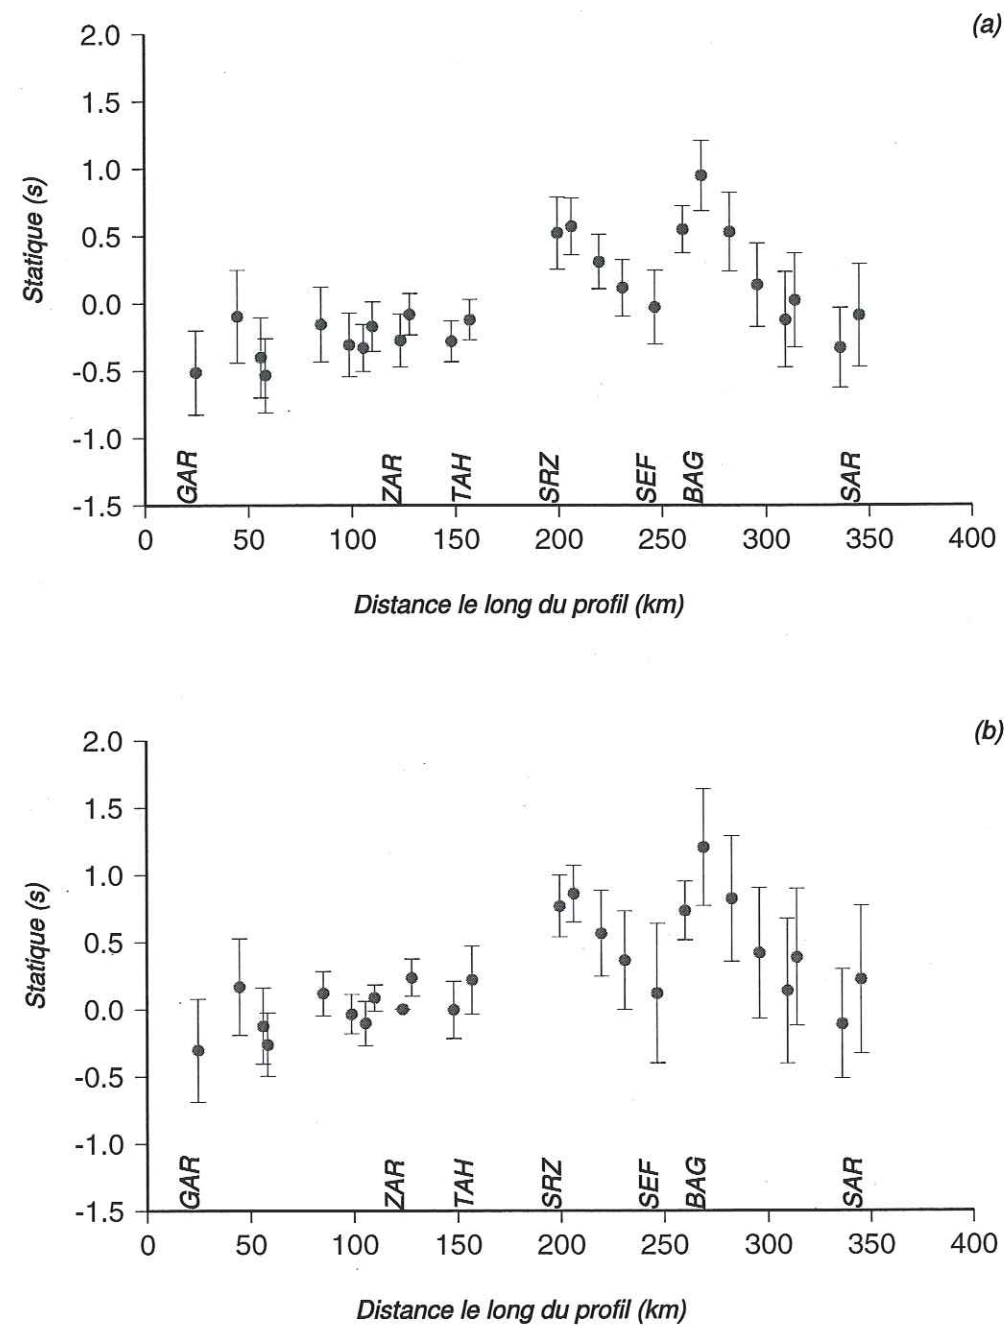 (a)
2.0
1.5
1.0
0.5
0.0
-0.5
-1.0
-1.5
Statique (s)
GAR ZAR TAH SRZ SEF BAG SAR
0 50 100 150 200 250 300 350 400
Distance le long du profil (km)
(b)
2.0
1.5
1.0
0.5
0.0
-0.5
-1.0
-1.5
Statique (s)
GAR ZAR TAH SRZ SEF BAG SAR
0 50 100 150 200 250 300 350 400
Distance le long du profil (km)